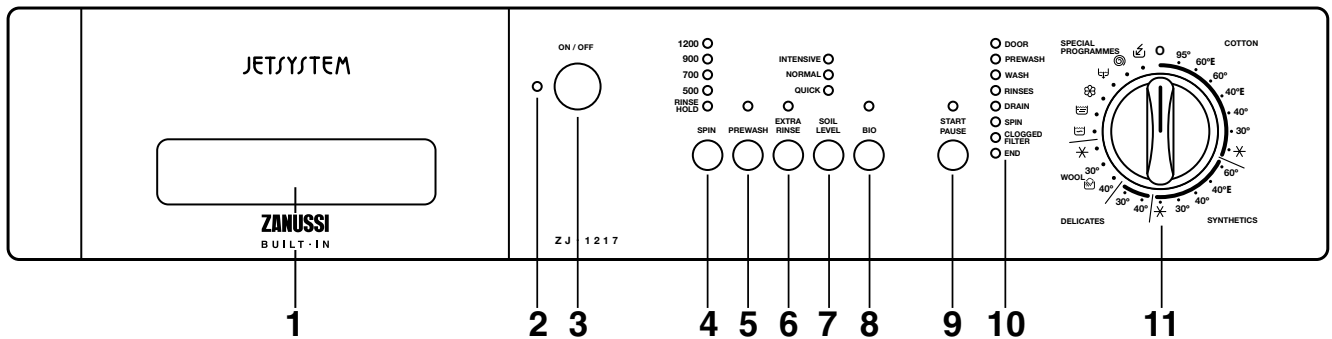 JETSYSTEM
ZANUSSI
BUILT-IN
ON / OFF
ZJ 1217
1200
900
700
500
RINSE
HOLD
INTENSIVE
NORMAL
QUICK
SPIN
PREWASH
EXTRA
RINSE
SOIL
LEVEL
BIO
START
PAUSE
DOOR
PREWASH
WASH
RINSES
DRAIN
SPIN
CLOGGED
FILTER
END
SPECIAL
PROGRAMMES
O
COTTON
95°
60°E
60°
40°E
40°
30°
60°
40°E
40°
30°
SYNTHETICS
40°
30°
DELICATES
40°
30°
WOOL
1 2 3 4 5 6 7 8 9 10 11